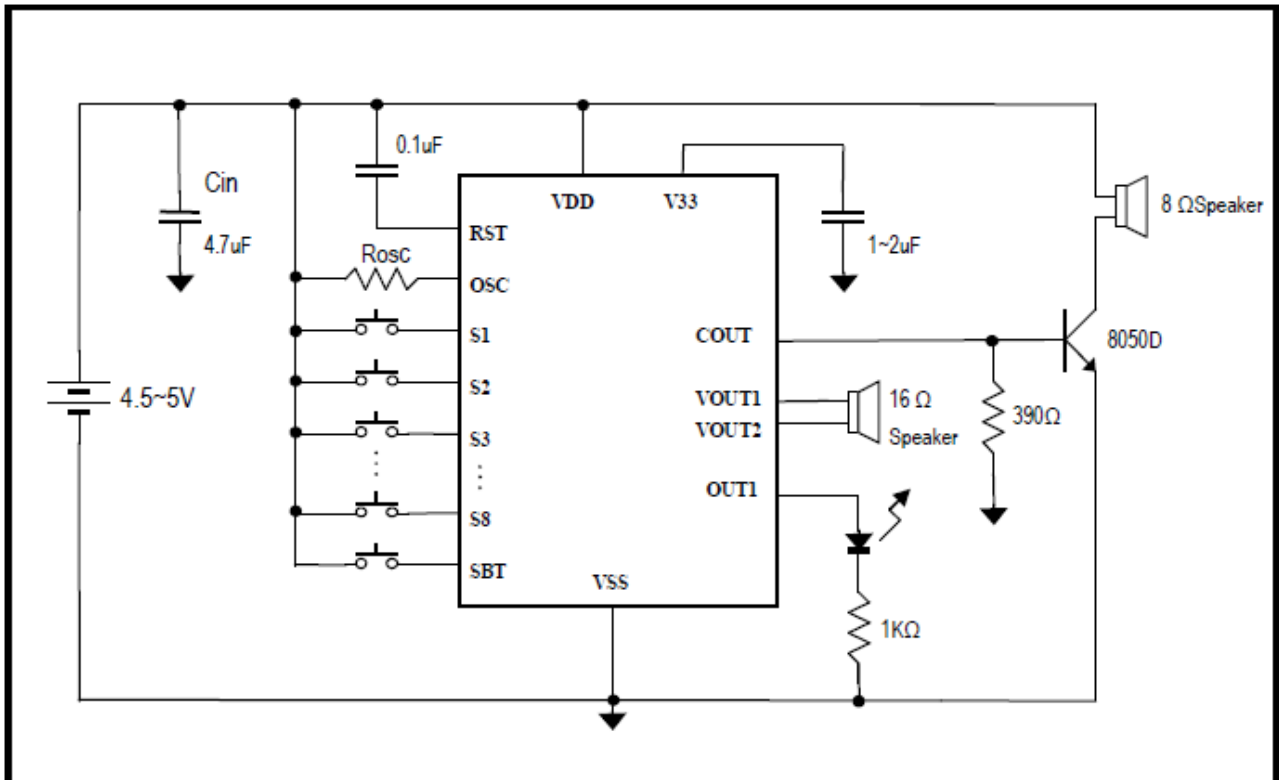 0.1uF
Cin
4.7uF
VDD
V33
1~2uF
8 ΩSpeaker
RST
Rosc
OSC
S1
COUT
8050D
4.5~5V
S2
VOUT1
16 Ω
VOUT2
Speaker
390Ω
S3
OUT1
S8
SBT
VSS
1KΩ